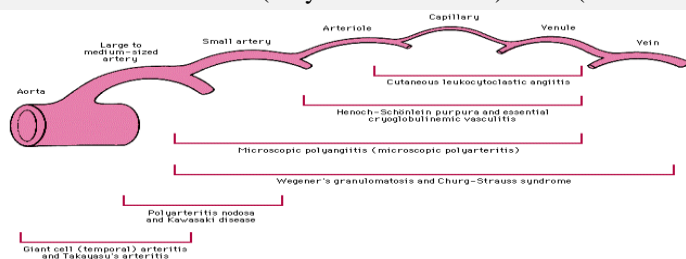 Capillary
Arteriole
Venule
Small artery
Vein
Large to
medium-sized
artery
Aorta
Cutaneous leukocytoclastic angiitis
Henoch-Schönlein purpura and essential
cryoglobulinemic vasculitis
Microscopic polyangiitis (microscopic polyarteritis)
Wegener's granulomatosis and Churg-Strauss syndrome
Polyarteritis nodosa
and Kawasaki disease
Giant cell (temporal) arteritis
and Takayasu's arteritis